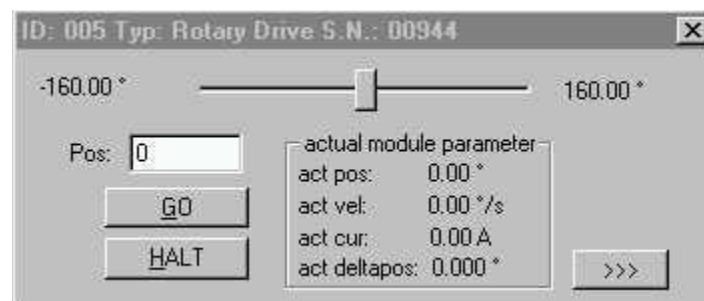 ID: 005 Typ: Rotary Drive S.N.: 00944
-160.00 ° 160.00 °
Pos: 0
GO
HALT
actual module parameter
act pos: 0.00 °
act vel: 0.00 °/s
act cur: 0.00 A
act deltapos: 0.000 °
>>>